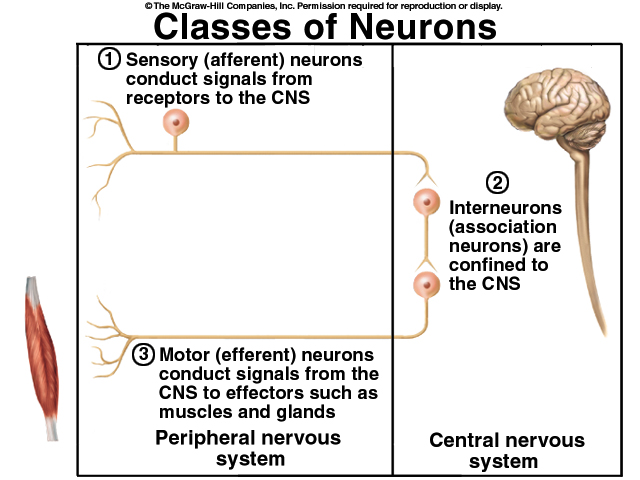 ©The McGraw-Hill Companies, Inc. Permission required for reproduction or display.
Classes of Neurons
1 Sensory (afferent) neurons
conduct signals from
receptors to the CNS
2
Interneurons
(association
neurons) are
confined to
the CNS
3 Motor (efferent) neurons
conduct signals from the
CNS to effectors such as
muscles and glands
Peripheral nervous
system
Central nervous
system